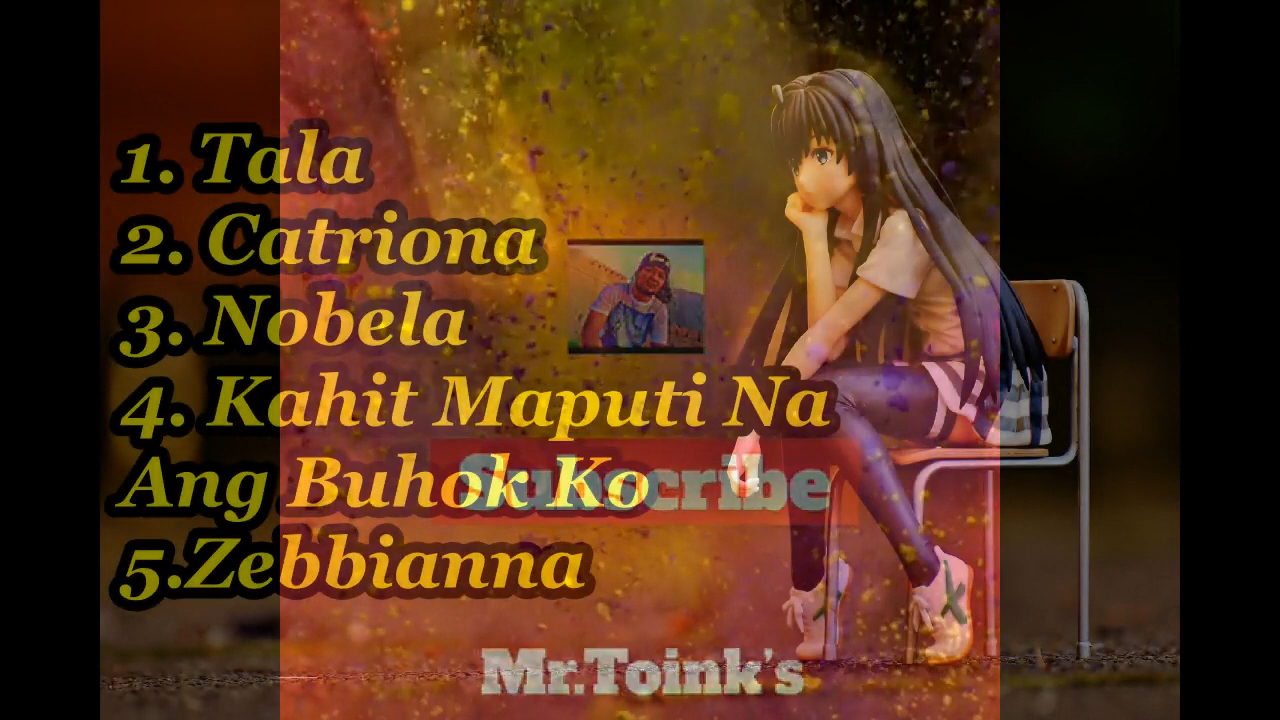 1. Tala
2. Catriona
3. Nobela
4. Kahit Maputi Na
Ang Buhok Ko
Subscribe
5.Zebbianna
Mr.Toink's